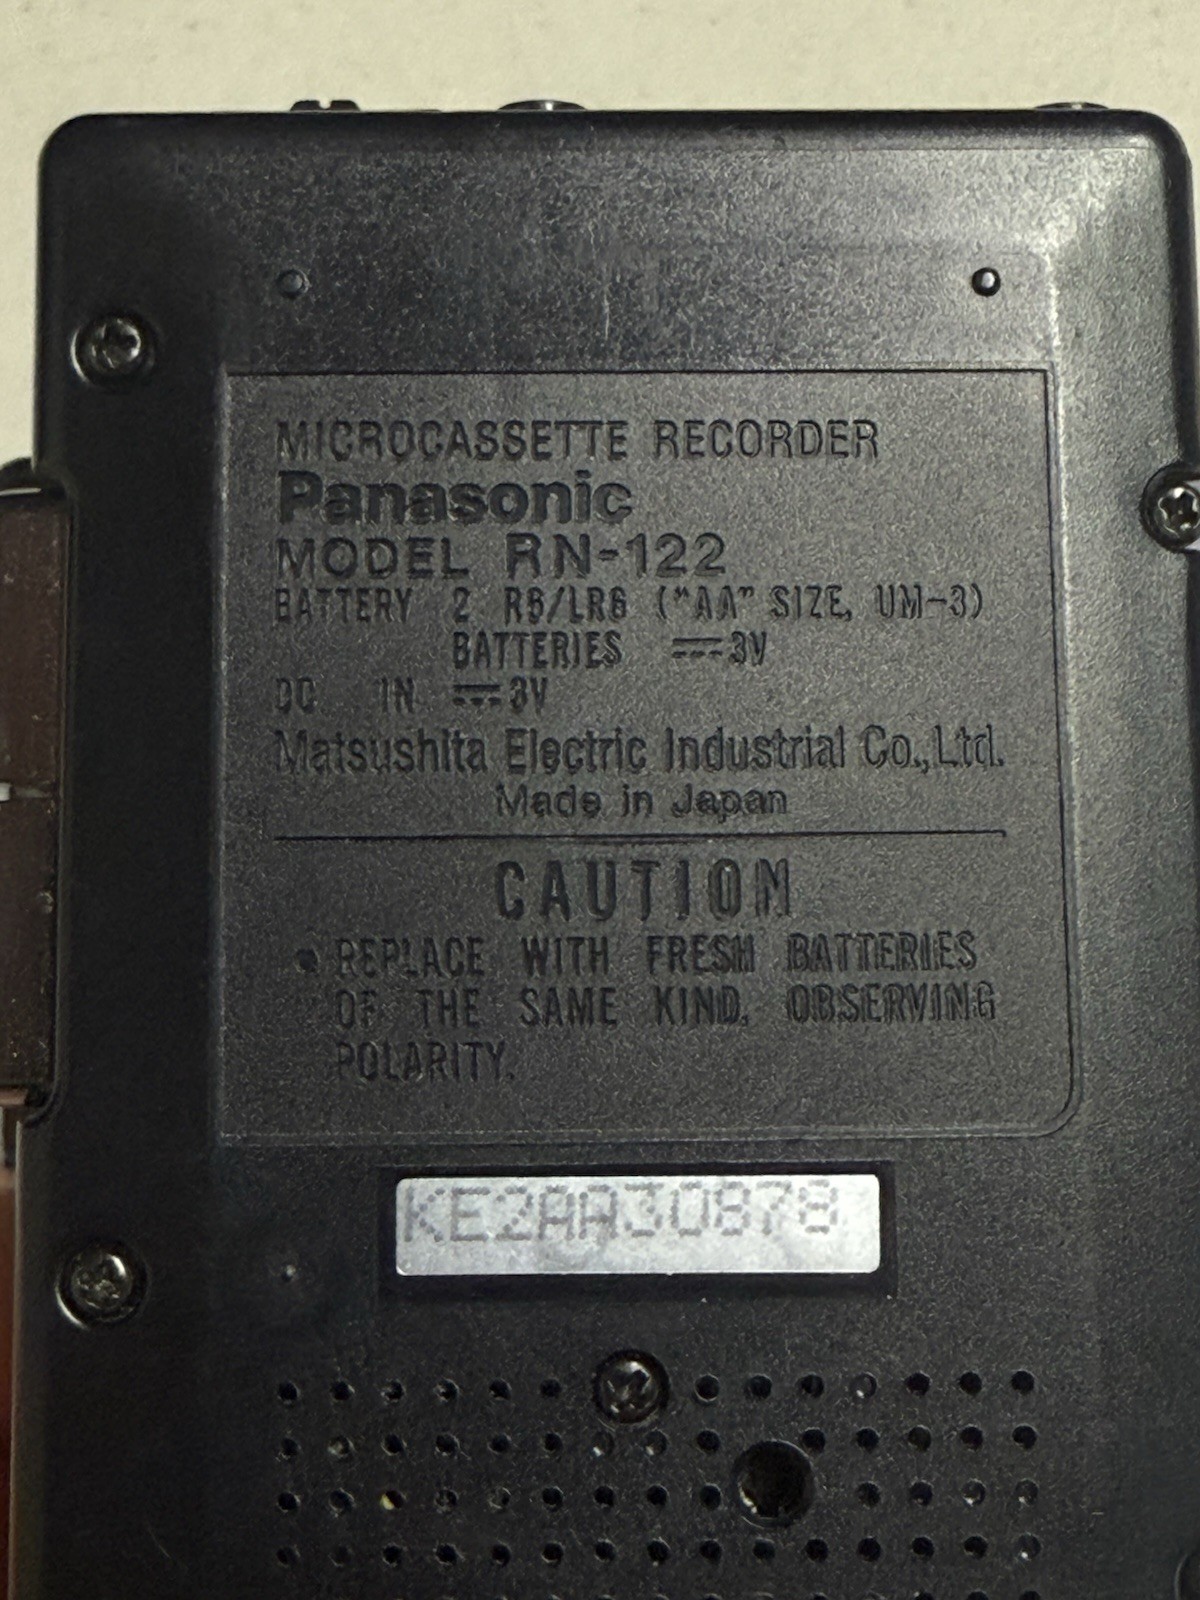 MICROCASSETTE RECORDER
Panasonic
MODEL RN-122
BATTERY 2 R6/LR6 ("AA" SIZE, UM-3)
BATTERIES ⎓3V
DC IN ⎓3V
Matsushita Electric Industrial Co.,Ltd.
Made in Japan
CAUTION
• REPLACE WITH FRESH BATTERIES
OF THE SAME KIND, OBSERVING
POLARITY.
KE2AA30878